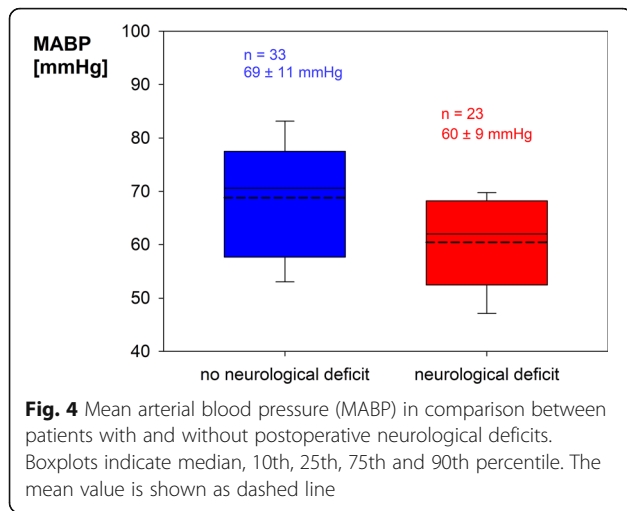 MABP
[mmHg]
100
90
80
70
60
50
40
n = 33
69 ± 11 mmHg
n = 23
60 ± 9 mmHg
no neurological deficit
neurological deficit
Fig. 4 Mean arterial blood pressure (MABP) in comparison between
patients with and without postoperative neurological deficits.
Boxplots indicate median, 10th, 25th, 75th and 90th percentile. The
mean value is shown as dashed line